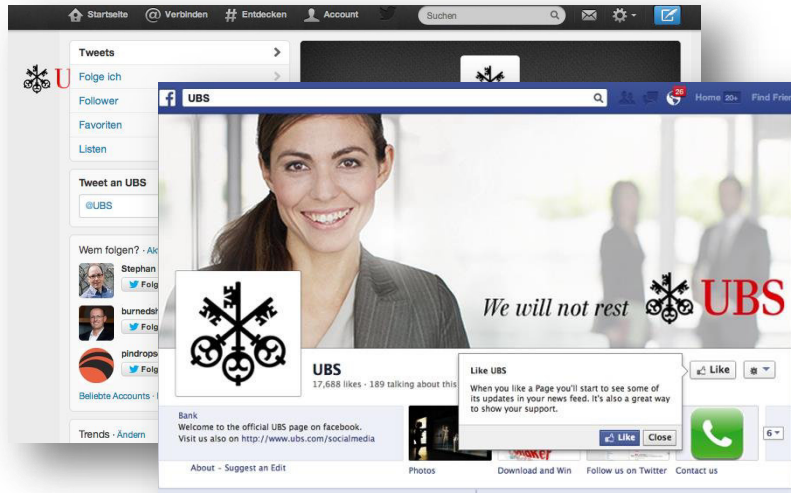 Startseite @ Verbinden # Entdecken Account Suchen
Tweets
Folge ich
Follower
Favoriten
Listen
Tweet an UBS
@UBS
Wem folgen? ·
Stephan
burnedsh
pindrops
Beliebte Accounts ·
Trends · Ändern
UBS
26
Home 20+ Find
We will not rest UBS
UBS
17,688 likes · 189 talking about this
Like UBS
When you like a Page you'll start to see some of
its updates in your news feed. It's also a great way
to show your support.
Like Close
Like
Bank
Welcome to the official UBS page on facebook.
Visit us also on http://www.ubs.com/socialmedia
About - Suggest an Edit
6
Photos
Download and Win
Follow us on Twitter
Contact us